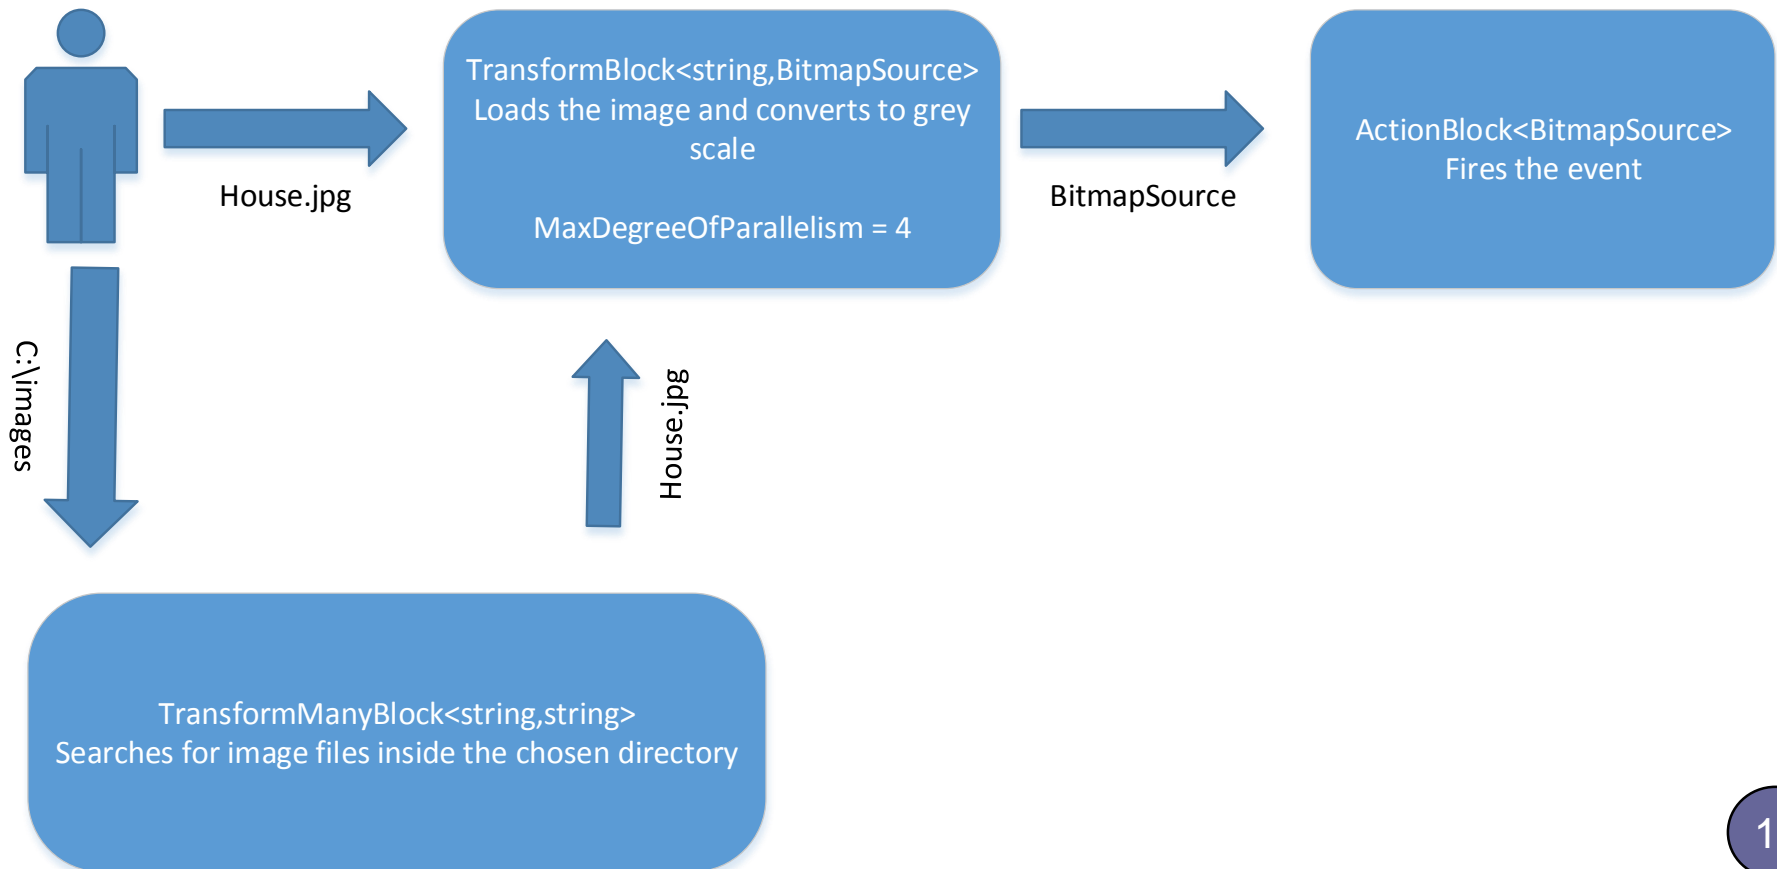 TransformBlock<string,BitmapSource>
Loads the image and converts to grey
scale
MaxDegreeOfParallelism = 4
House.jpg
BitmapSource
ActionBlock<BitmapSource>
Fires the event
C:\images
House.jpg
TransformManyBlock<string,string>
Searches for image files inside the chosen directory
1